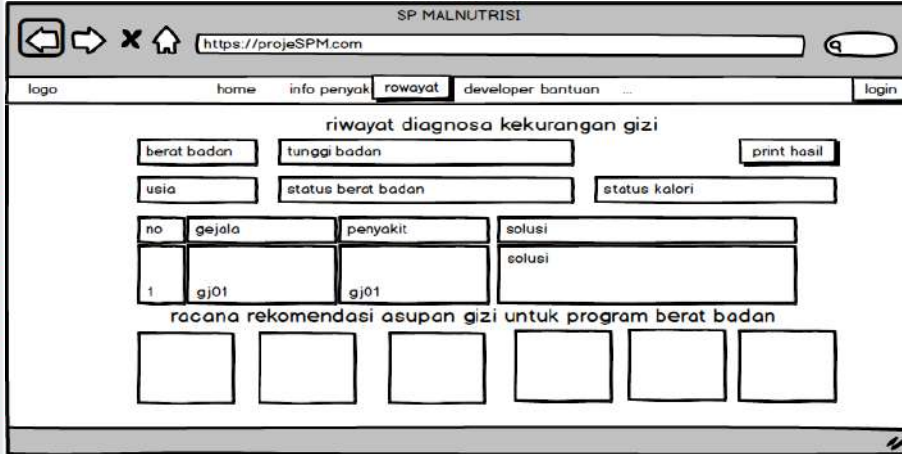 SP MALNUTRISI
https://projeSPM.com
logo home info penyak rowayat developer bantuan ... login
riwayat diagnosa kekurangan gizi
berat badan tunggi badan print hasil
usia status berat badan status kalori
no gejala penyakit solusi
solusi
1 gj01 gj01
racana rekomendasi asupan gizi untuk program berat badan